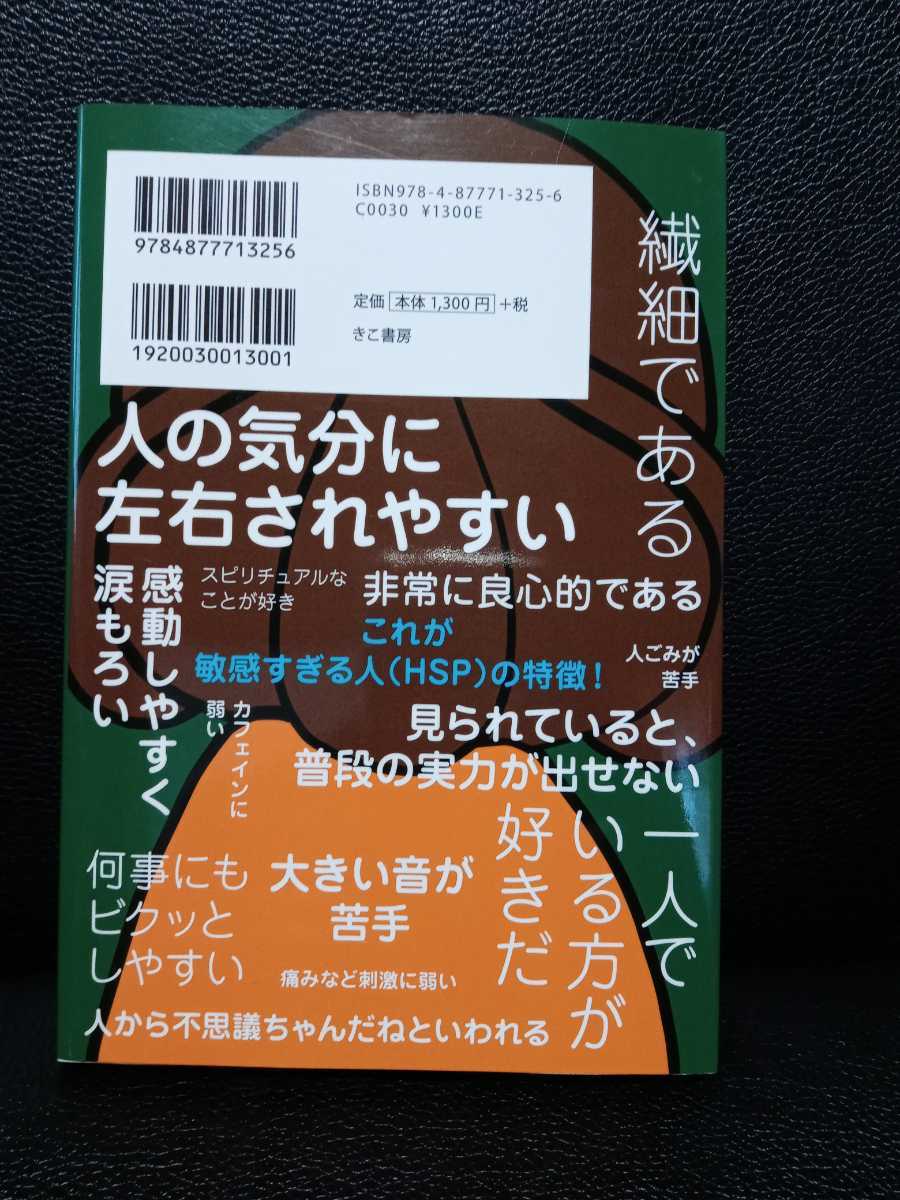 ISBN978-4-87771-325-6
C0030 ¥1300E
9784877713256
定価 本体1,300円 +税
きこ書房
1920030013001
繊細である
人の気分に
左右されやすい
スピリチュアルな
ことが好き
非常に良心的である
感動しやすく
涙もろい
これが
敏感すぎる人(HSP)の特徴!
人ごみが
苦手
カフェインに
弱い
見られていると、
普段の実力が出せない
一人で
いる方が
好きだ
何事にも
ビクッと
しやすい
大きい音が
苦手
痛みなど刺激に弱い
人から不思議ちゃんだねといわれる